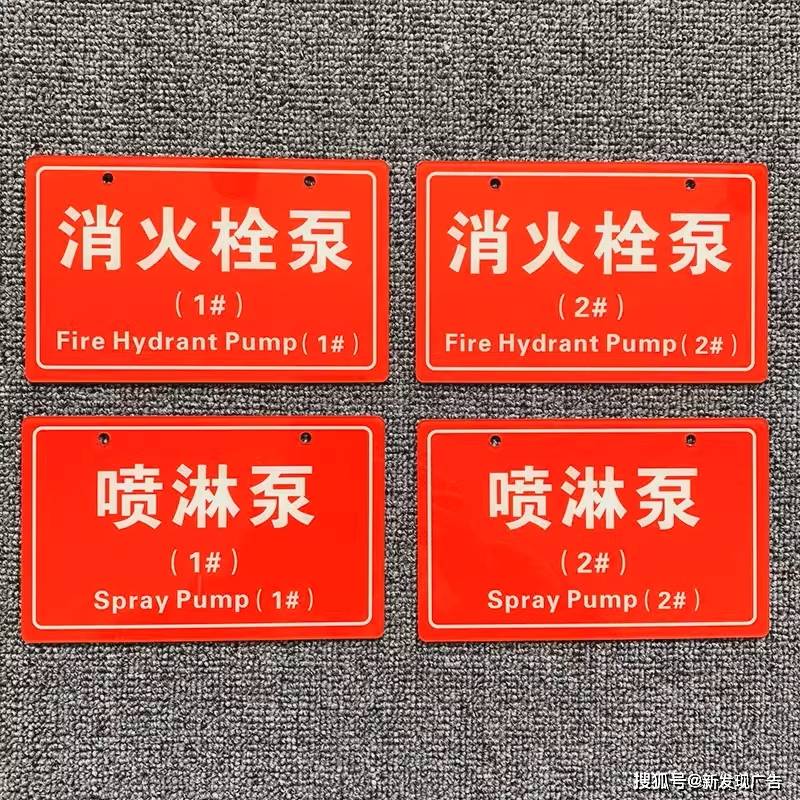 消火栓泵
(1#)
Fire Hydrant Pump(1#)
消火栓泵
(2#)
Fire Hydrant Pump(2#)
喷淋泵
(1#)
Spray Pump(1#)
喷淋泵
(2#)
Spray Pump(2#)
搜狐号@新发现广告